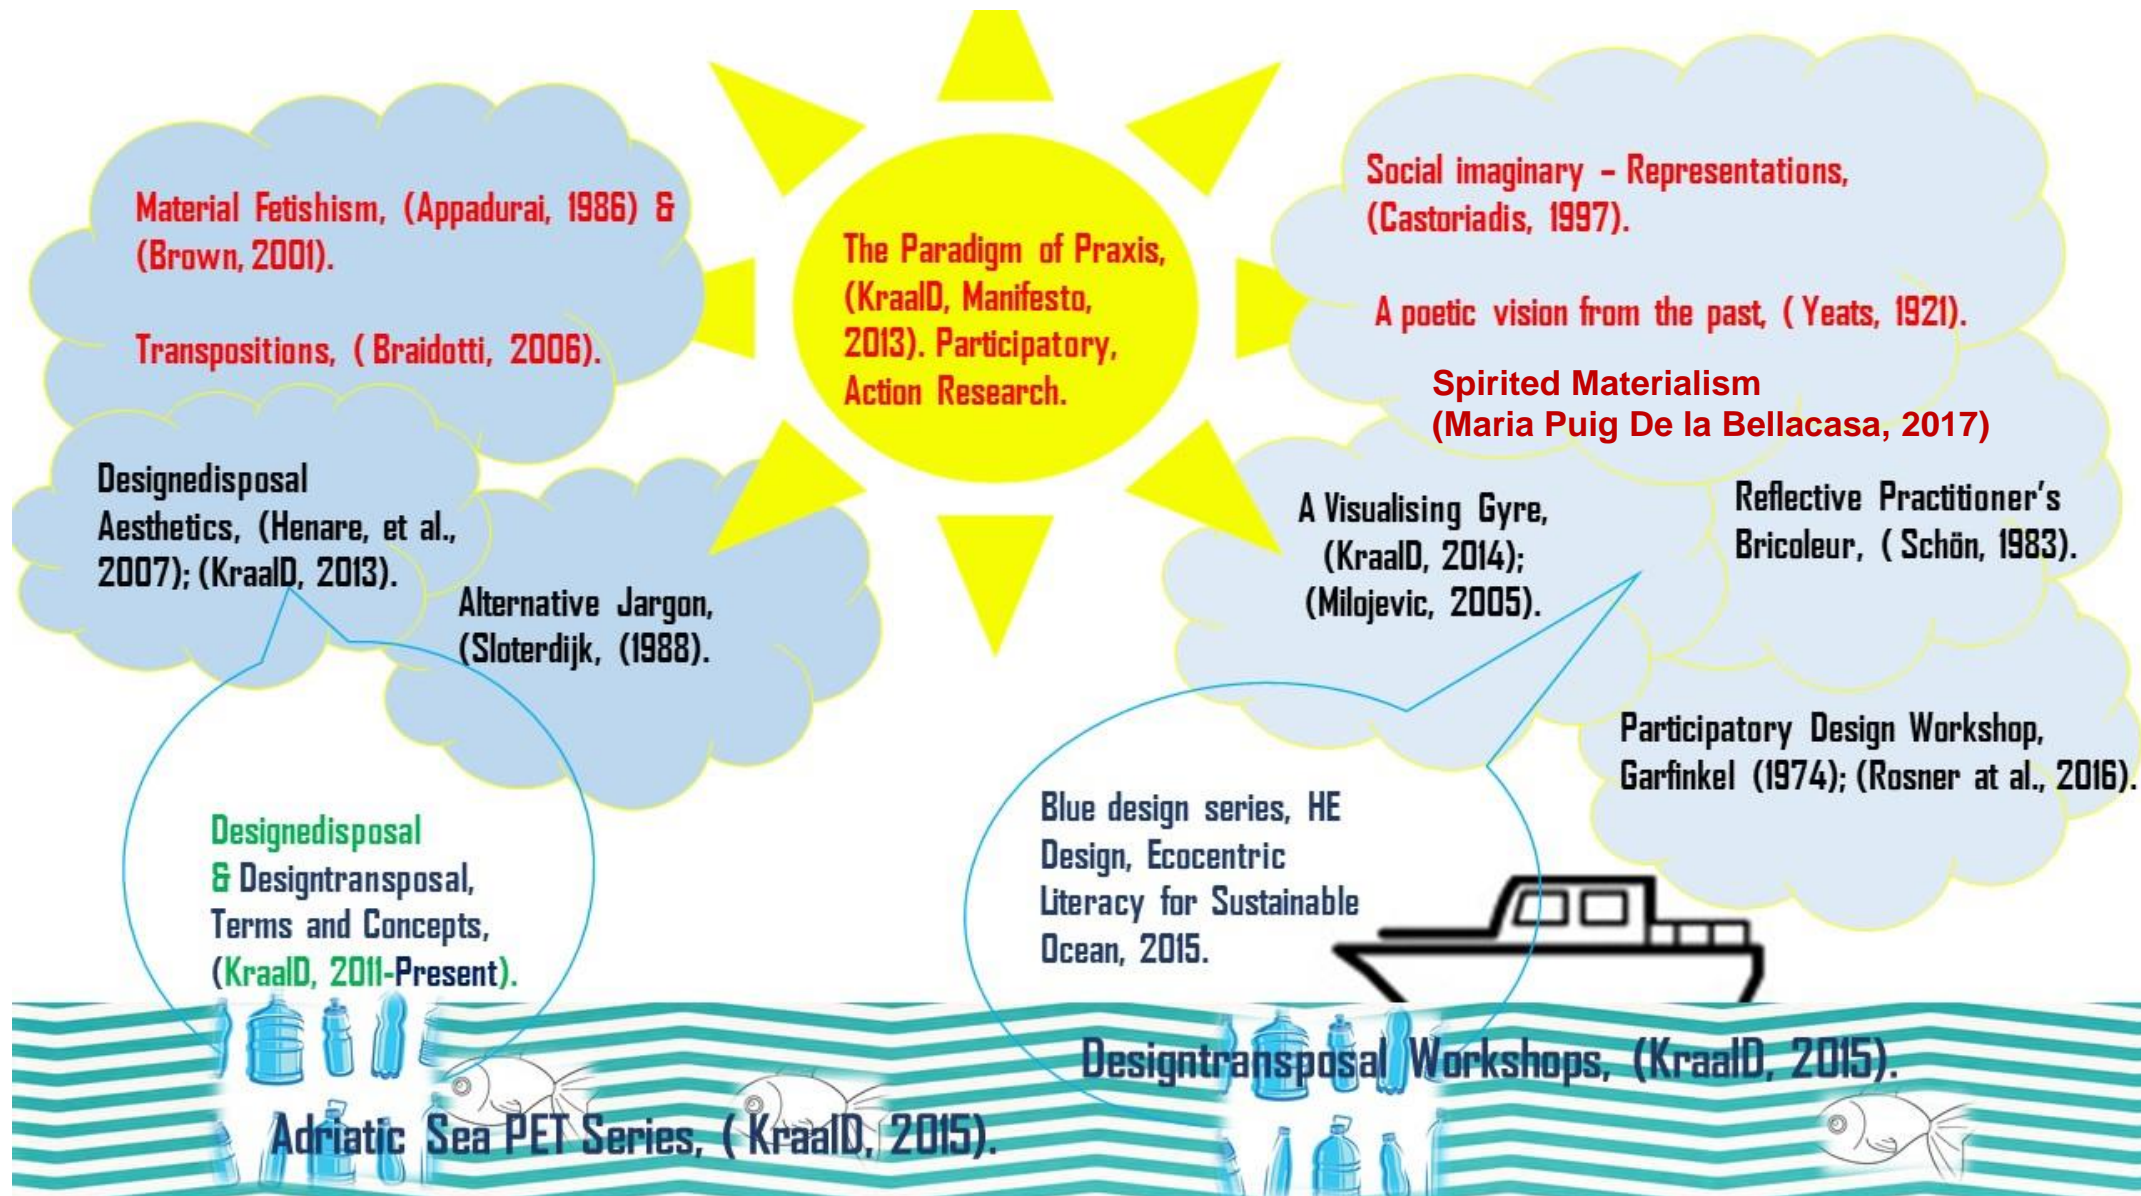 Material Fetishism, (Appadurai, 1986) &
(Brown, 2001).
Transpositions, ( Braidotti, 2006).
The Paradigm of Praxis,
(KraalD, Manifesto,
2013). Participatory,
Action Research.
Social imaginary – Representations,
(Castoriadis, 1997).
A poetic vision from the past, ( Yeats, 1921).
Spirited Materialism
(Maria Puig De la Bellacasa, 2017)
Designedisposal
Aesthetics, (Henare, et al.,
2007); (KraalD, 2013).
Alternative Jargon,
(Sloterdijk, (1988).
A Visualising Gyre,
(KraalD, 2014);
(Milojevic, 2005).
Reflective Practitioner's
Bricoleur, ( Schön, 1983).
Participatory Design Workshop,
Garfinkel (1974); (Rosner at al., 2016).
Designedisposal
& Designtransposal,
Terms and Concepts,
(KraalD, 2011-Present).
Blue design series, HE
Design, Ecocentric
Literacy for Sustainable
Ocean, 2015.
Designtransposal Workshops, (KraalD, 2015).
Adriatic Sea PET Series, ( KraalD, 2015).